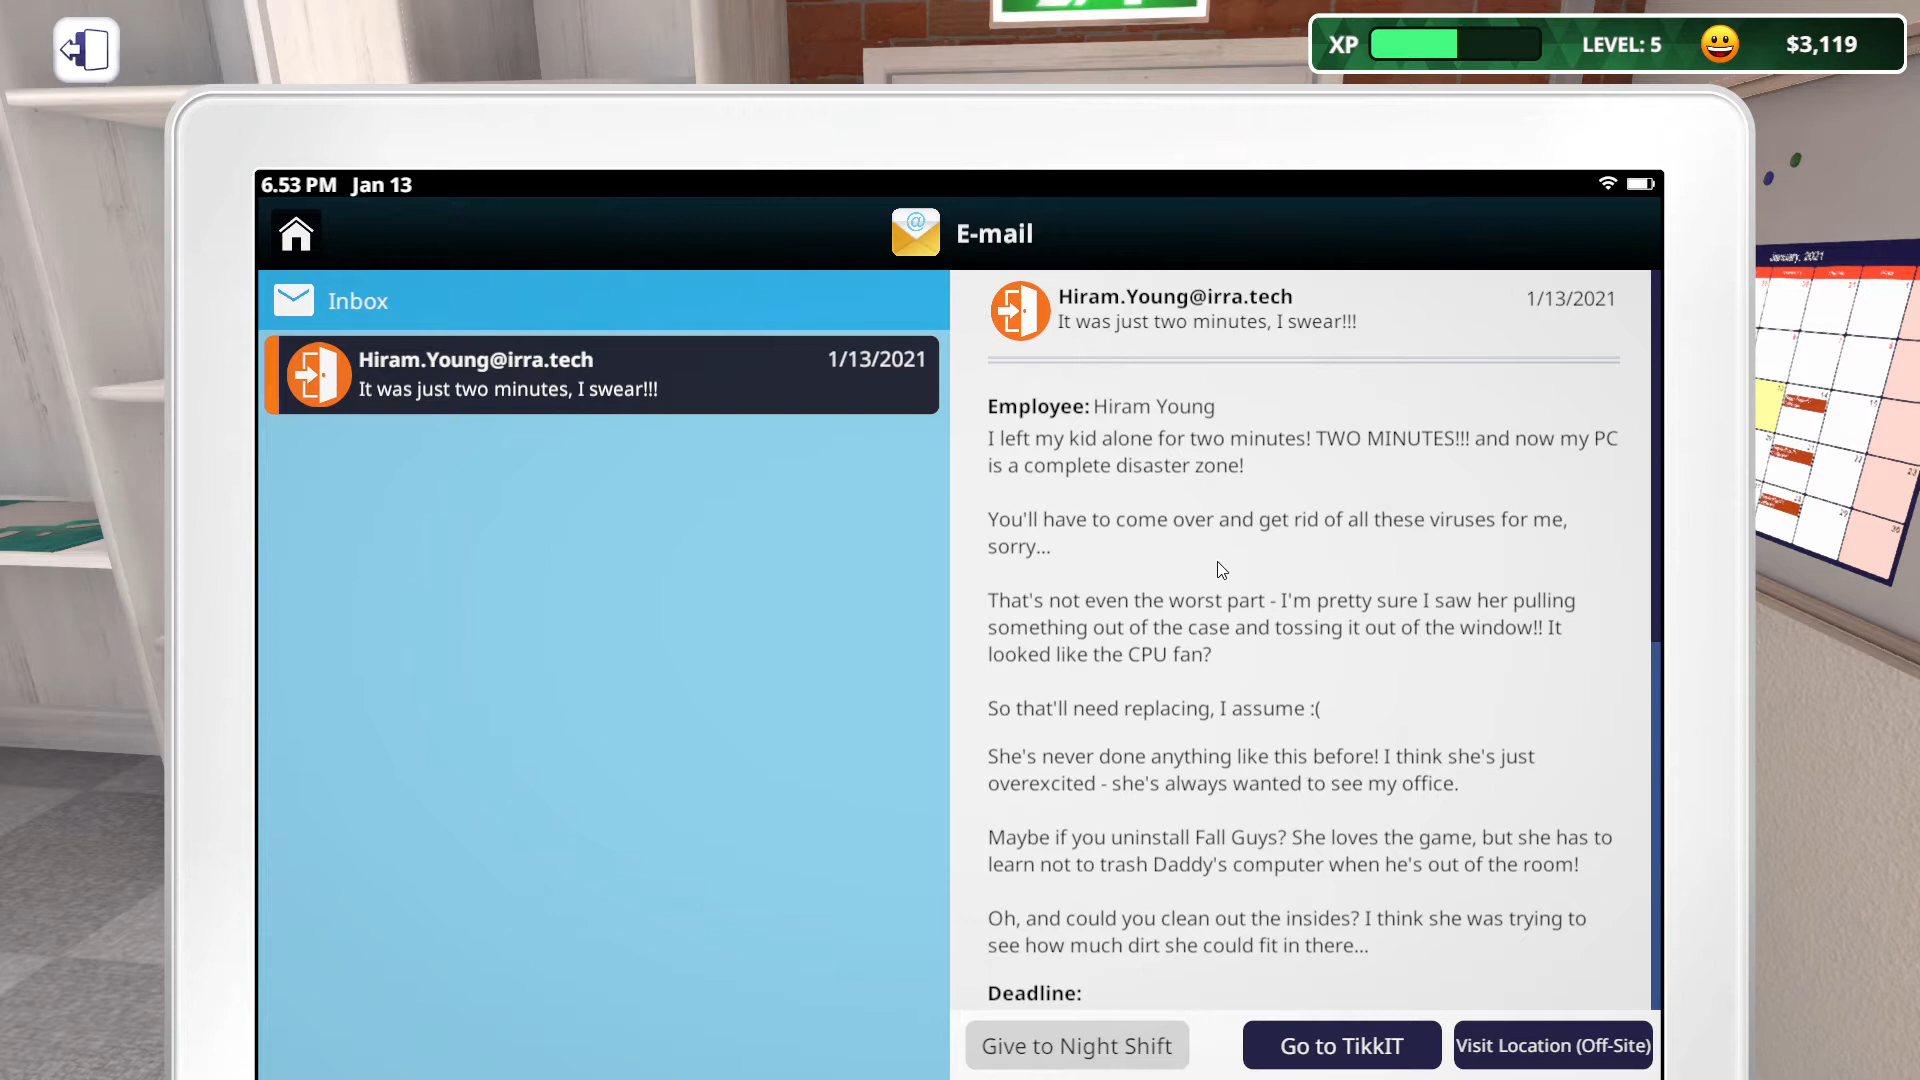 XP
LEVEL: 5
$3,119
6.53 PM Jan 13
E-mail
Inbox
Hiram.Young@irra.tech
1/13/2021
It was just two minutes, I swear!!!
Hiram.Young@irra.tech
1/13/2021
It was just two minutes, I swear!!!
Employee: Hiram Young
I left my kid alone for two minutes! TWO MINUTES!!! and now my PC
is a complete disaster zone!
You'll have to come over and get rid of all these viruses for me,
sorry...
That's not even the worst part - I'm pretty sure I saw her pulling
something out of the case and tossing it out of the window!! It
looked like the CPU fan?
So that'll need replacing, I assume :(
She's never done anything like this before! I think she's just
overexcited - she's always wanted to see my office.
Maybe if you uninstall Fall Guys? She loves the game, but she has to
learn not to trash Daddy's computer when he's out of the room!
Oh, and could you clean out the insides? I think she was trying to
see how much dirt she could fit in there...
Deadline:
Give to Night Shift
Go to TikkIT
Visit Location (Off-Site)
January, 2021